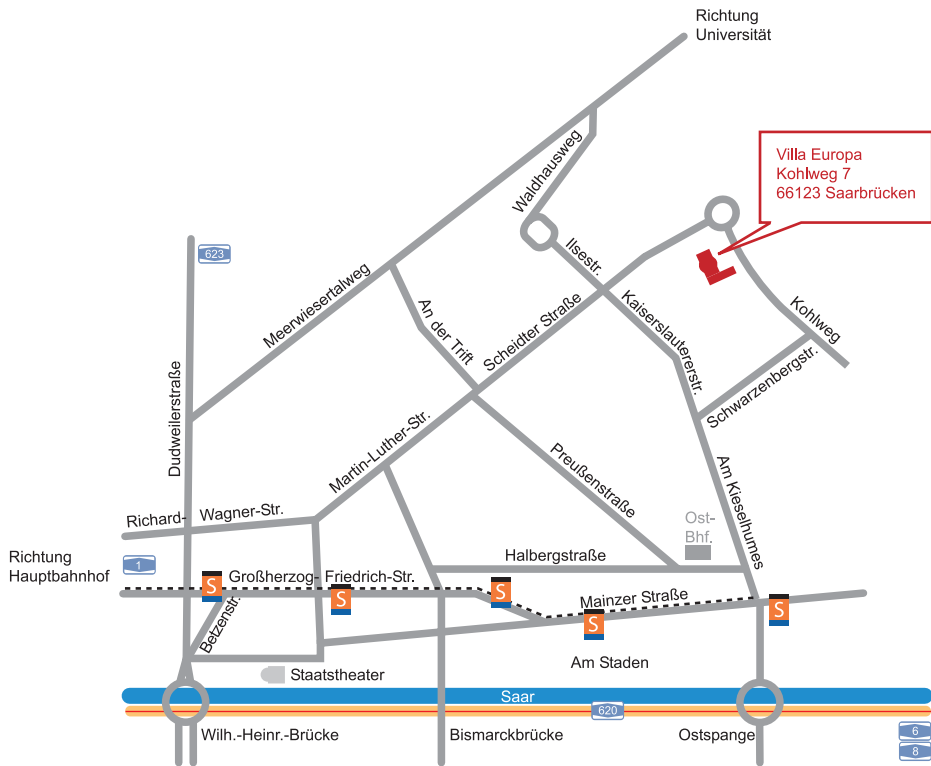 Richtung
Universität
Villa Europa
Kohlweg 7
66123 Saarbrücken
Waldhausweg
623
Ilsestr.
Meerwiesertalweg
An der Trift
Scheidter Straße
Kaiserslautererstr.
Kohlweg
Schwarzenbergstr.
Dudweilerstraße
Martin-Luther-Str.
Preußenstraße
Am Kieselhumes
Richard- Wagner-Str.
Ost-
Bhf.
Richtung
Hauptbahnhof
1
Halbergstraße
S
Großherzog- Friedrich-Str.
S
S
Mainzer Straße
S
S
Betzenstr.
Am Staden
Staatstheater
Saar
620
Wilh.-Heinr.-Brücke
Bismarckbrücke
Ostspange
6
8